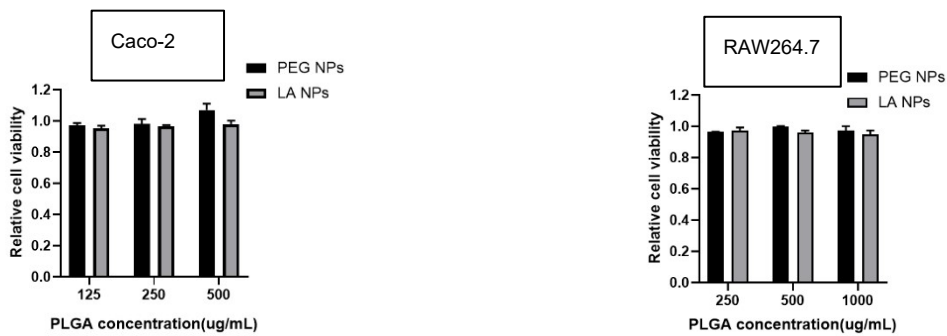 Caco-2
PEG NPs
LA NPs
Relative cell viability
1.2
1.0
0.8
0.6
0.4
0.2
0.0
125 250 500
PLGA concentration(ug/mL)
RAW264.7
PEG NPs
LA NPs
Relative cell viability
1.2
1.0
0.8
0.6
0.4
0.2
0.0
250 500 1000
PLGA concentration(ug/mL)